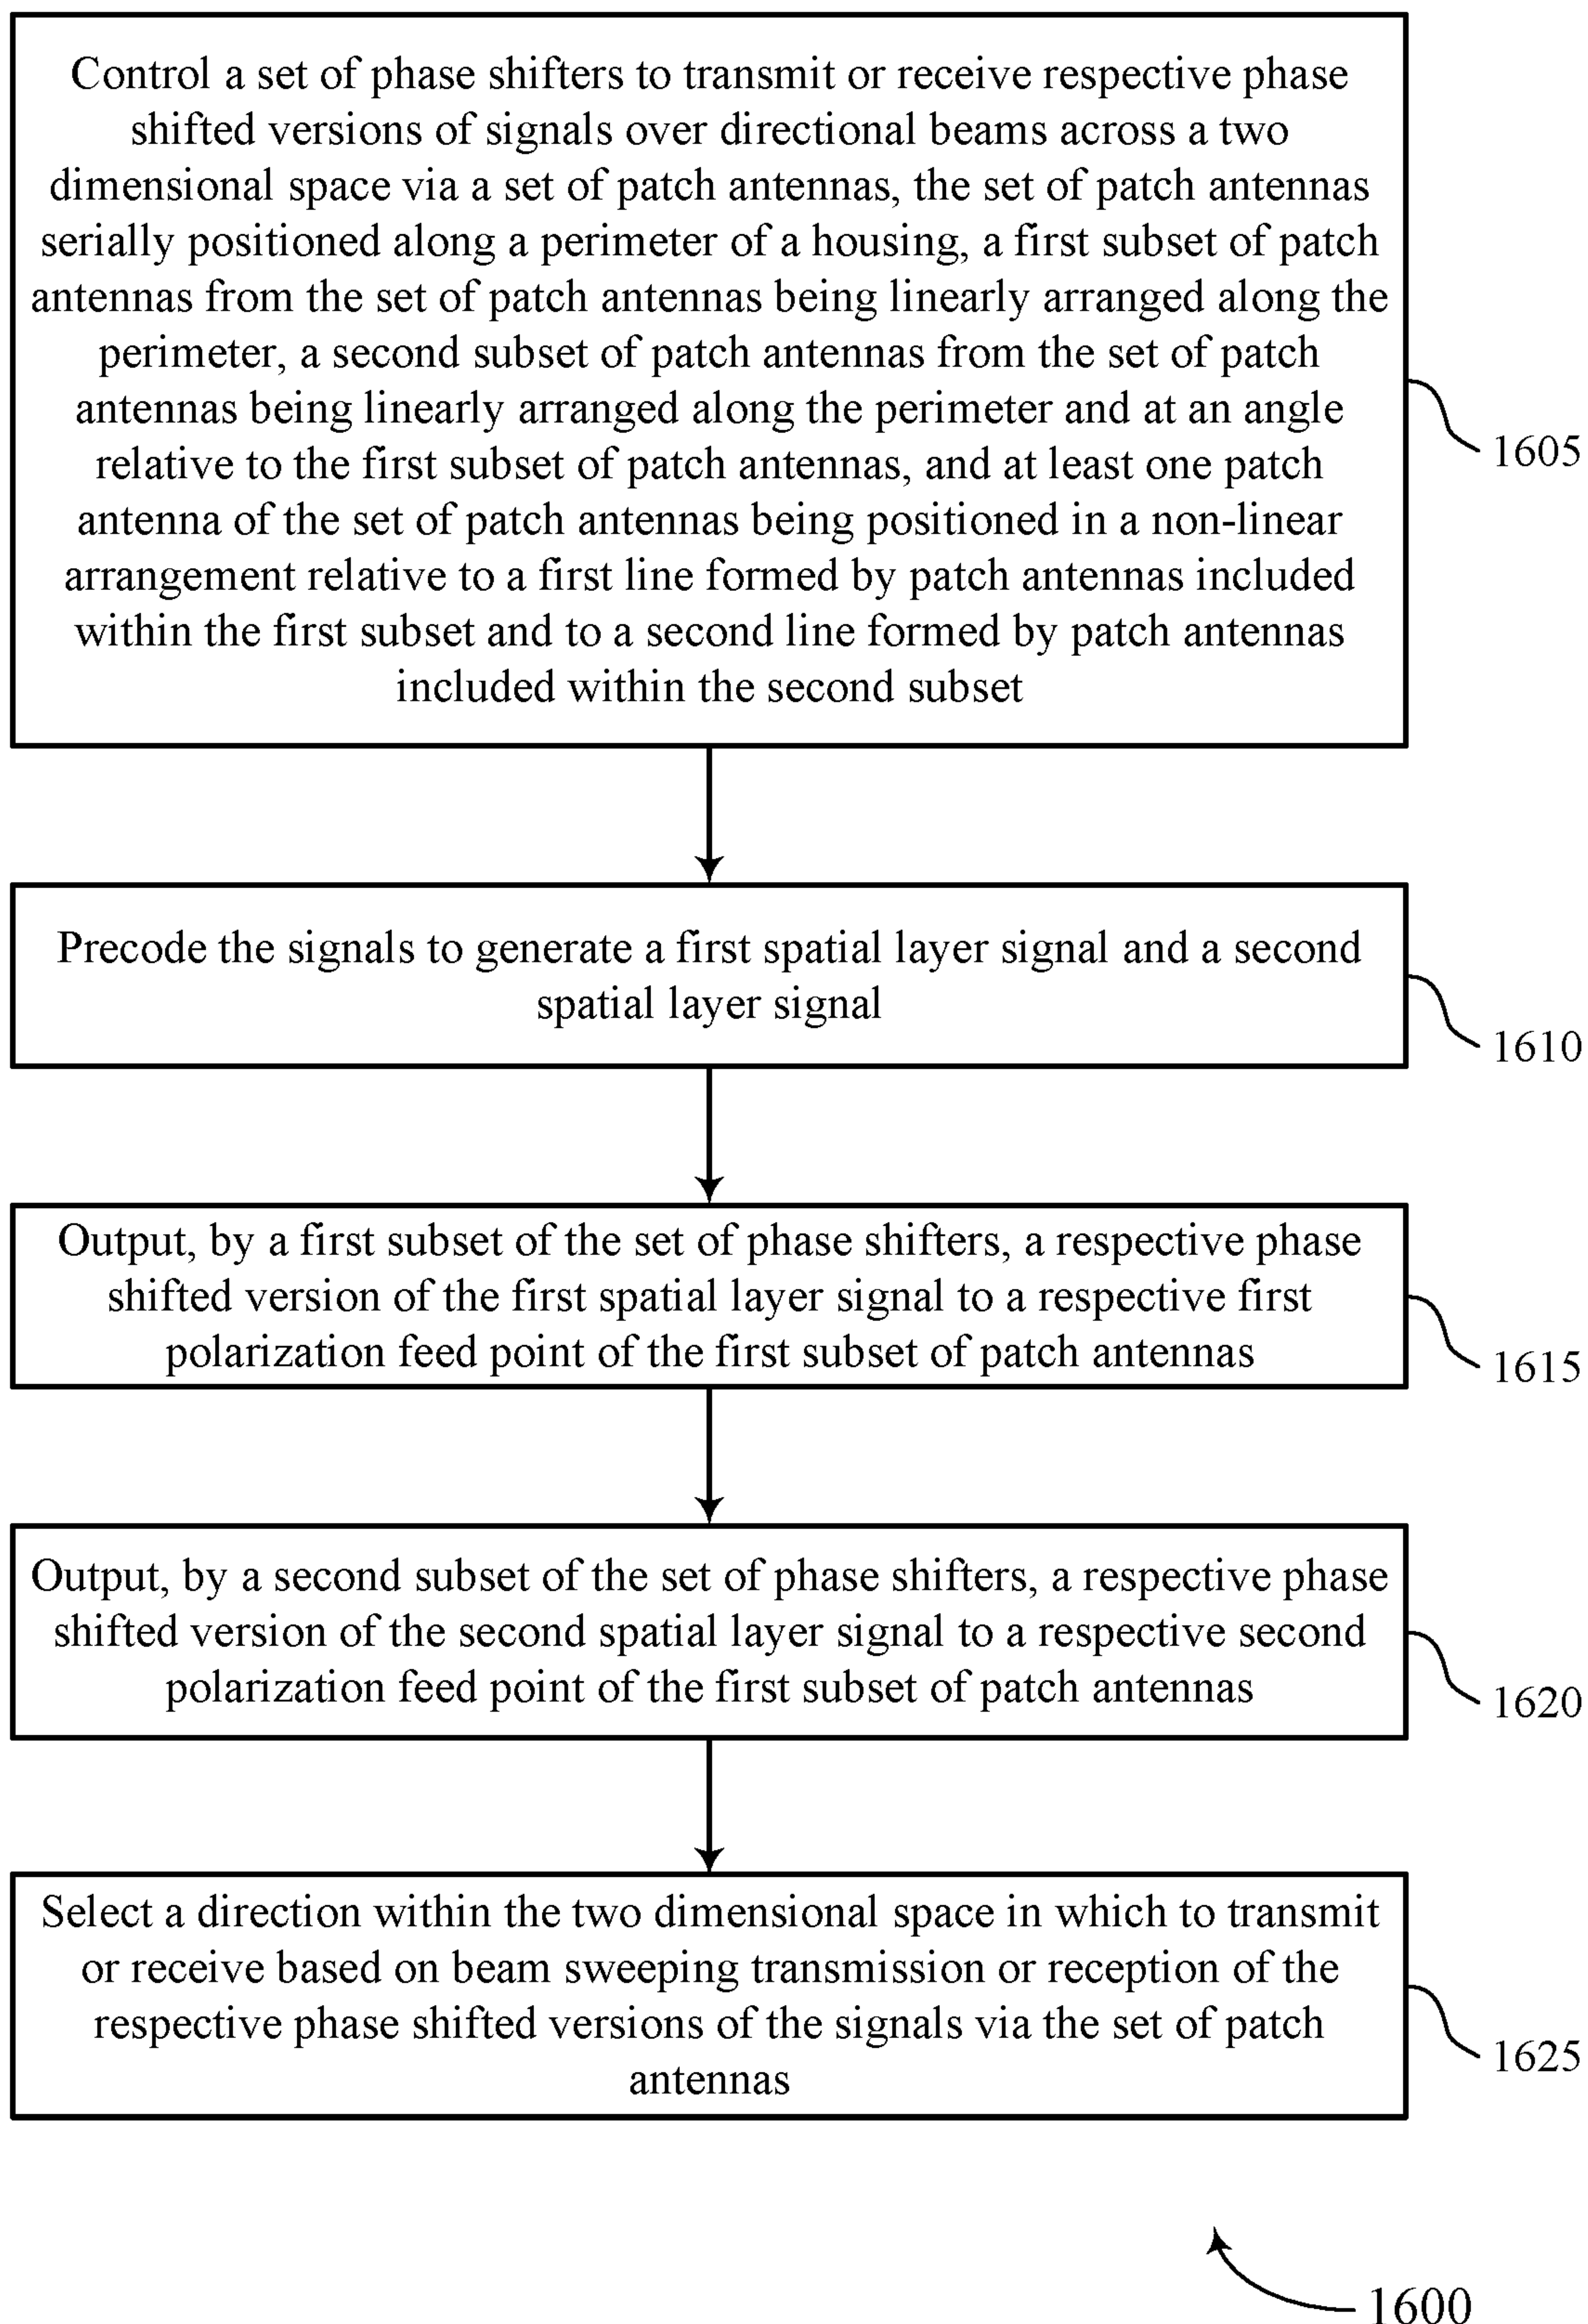 Control a set of phase shifters to transmit or receive respective phase
shifted versions of signals over directional beams across a two
dimensional space via a set of patch antennas, the set of patch antennas
serially positioned along a perimeter of a housing, a first subset of patch
antennas from the set of patch antennas being linearly arranged along the
perimeter, a second subset of patch antennas from the set of patch
antennas being linearly arranged along the perimeter and at an angle
relative to the first subset of patch antennas, and at least one patch
antenna of the set of patch antennas being positioned in a non-linear
arrangement relative to a first line formed by patch antennas included
within the first subset and to a second line formed by patch antennas
included within the second subset
1605
Precode the signals to generate a first spatial layer signal and a second
spatial layer signal
1610
Output, by a first subset of the set of phase shifters, a respective phase
shifted version of the first spatial layer signal to a respective first
polarization feed point of the first subset of patch antennas
1615
Output, by a second subset of the set of phase shifters, a respective phase
shifted version of the second spatial layer signal to a respective second
polarization feed point of the first subset of patch antennas
1620
Select a direction within the two dimensional space in which to transmit
or receive based on beam sweeping transmission or reception of the
respective phase shifted versions of the signals via the set of patch
antennas
1625
1600